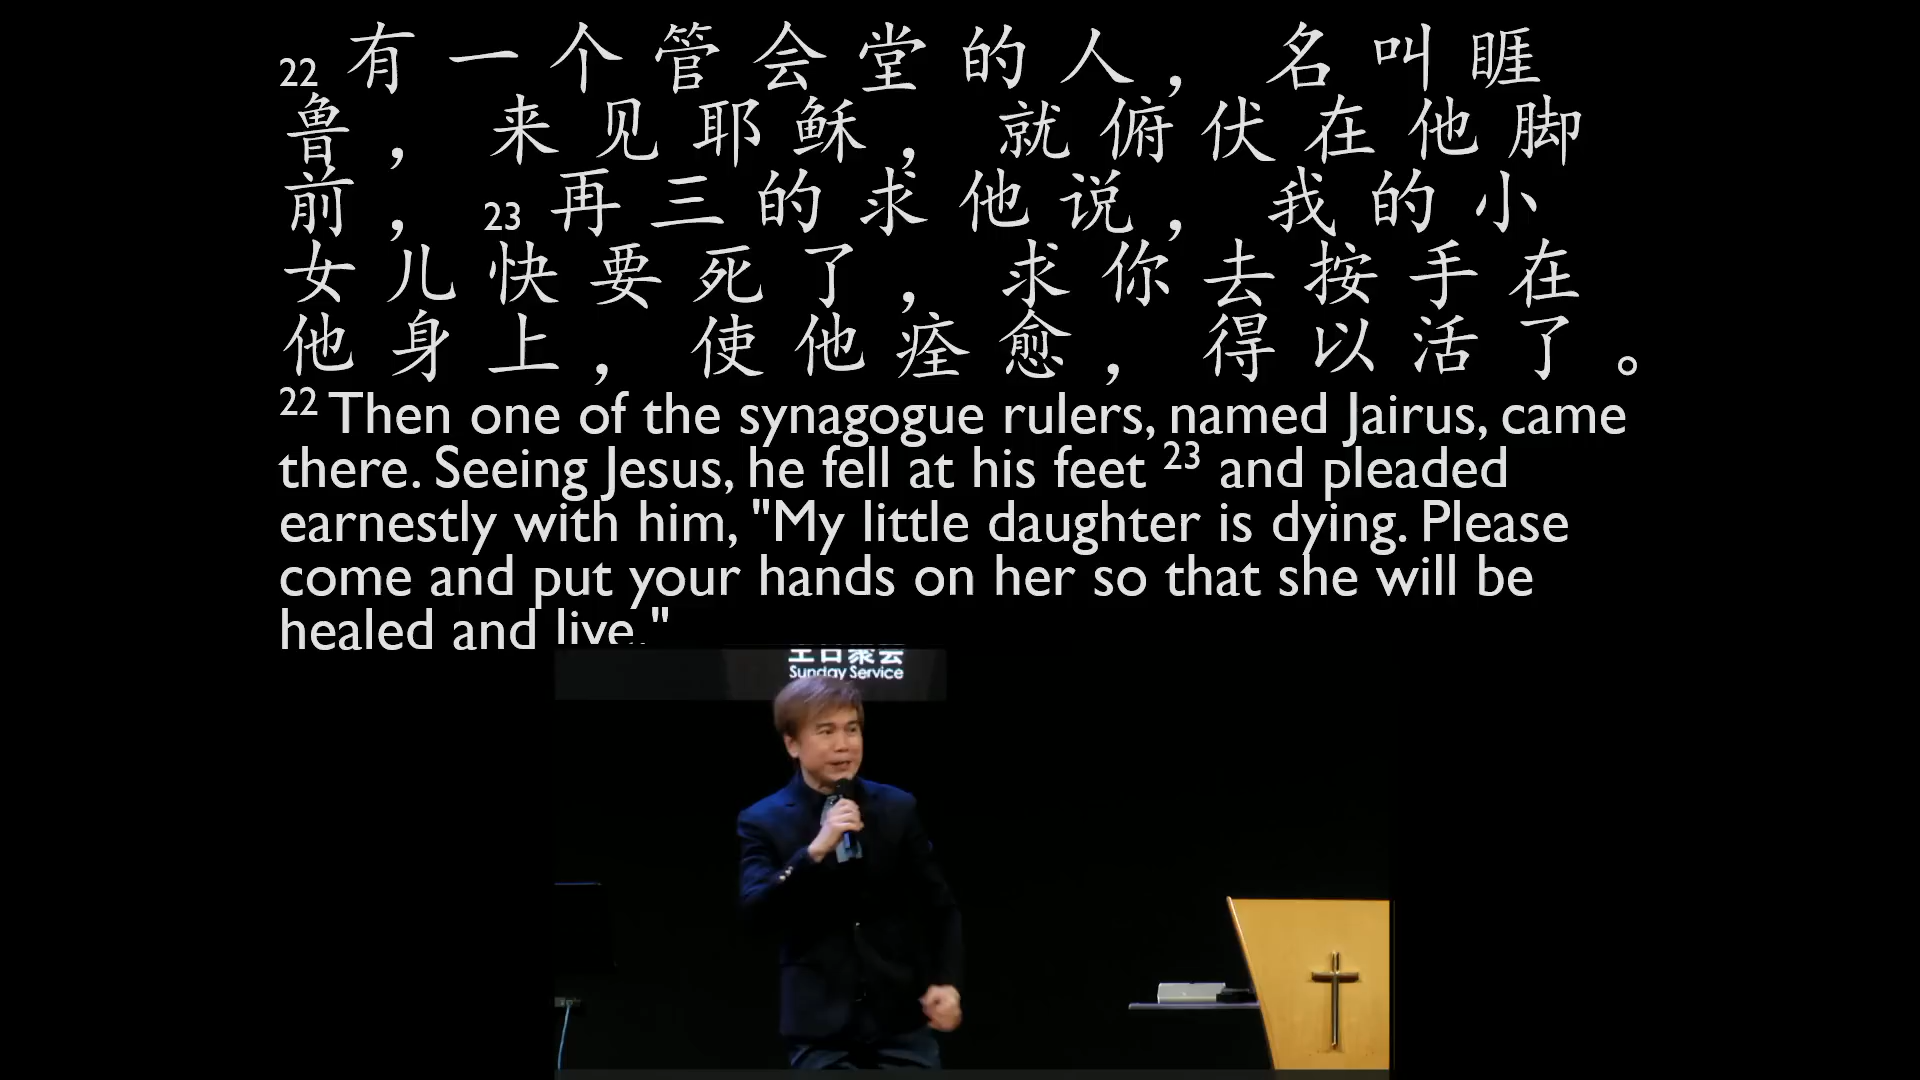 22 有一个管会堂的人，名叫睚
鲁，来见耶稣，就俯伏在他脚
前，23 再三的求他说，我的小
女儿快要死了，求你去按手在
他身上，使他痊愈，得以活了。
22 Then one of the synagogue rulers, named Jairus, came
there. Seeing Jesus, he fell at his feet 23 and pleaded
earnestly with him, "My little daughter is dying. Please
come and put your hands on her so that she will be
healed and live."
主日聚会
Sunday Service